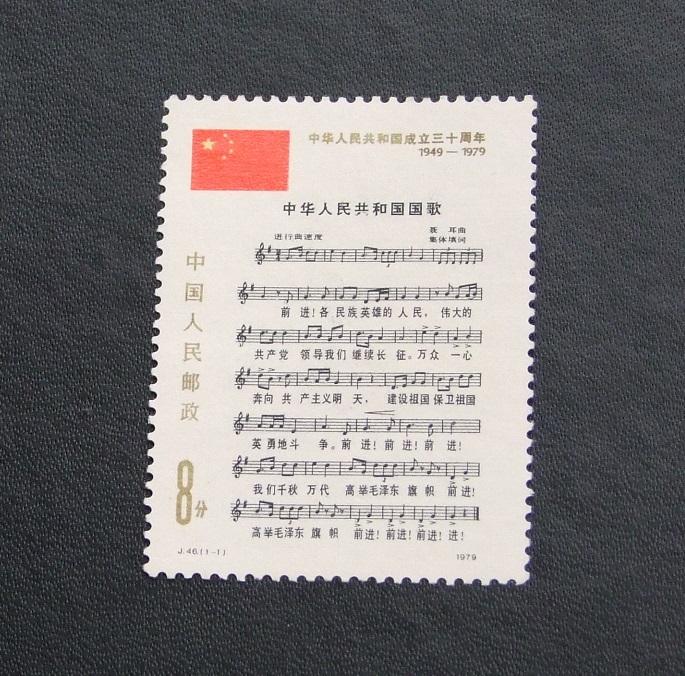 中华人民共和国成立三十周年
1949—1979
中华人民共和国国歌
进行曲速度
聂 耳曲
集体填词
中国人民邮政
前 进!各 民族英雄的 人 民, 伟大的
共产党 领导我们 继续长 征。万众 一心
奔向 共 产主义明 天, 建设祖国 保卫祖国
英 勇地斗 争。前 进!前 进!前 进!
我们千秋 万代 高举毛泽东 旗 帜 前进!
高举毛泽东 旗 帜 前进!前进!前进!进!
8分
J.46.(1-1)
1979